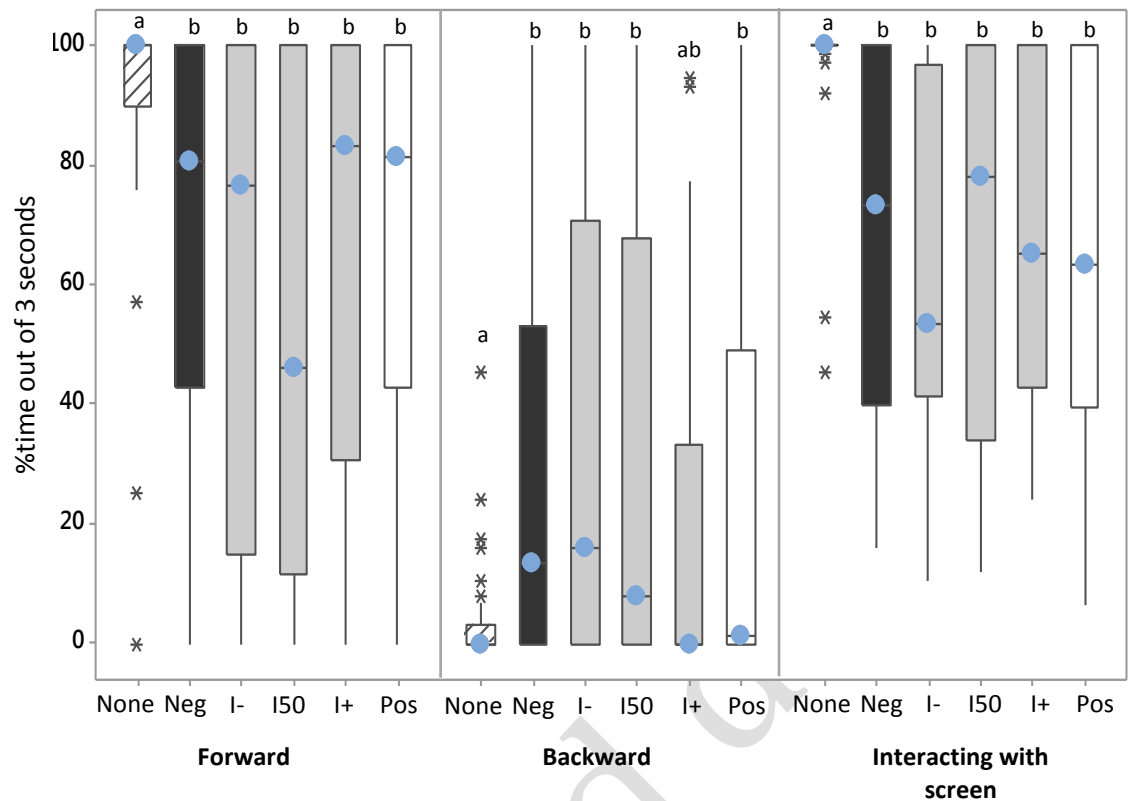 a b b b b b
b b b ab b
a
a b b b b b
%time out of 3 seconds
100
80
60
40
20
0
None Neg I- I50 I+ Pos
None Neg I- I50 I+ Pos
None Neg I- I50 I+ Pos
Forward
Backward
Interacting with
screen